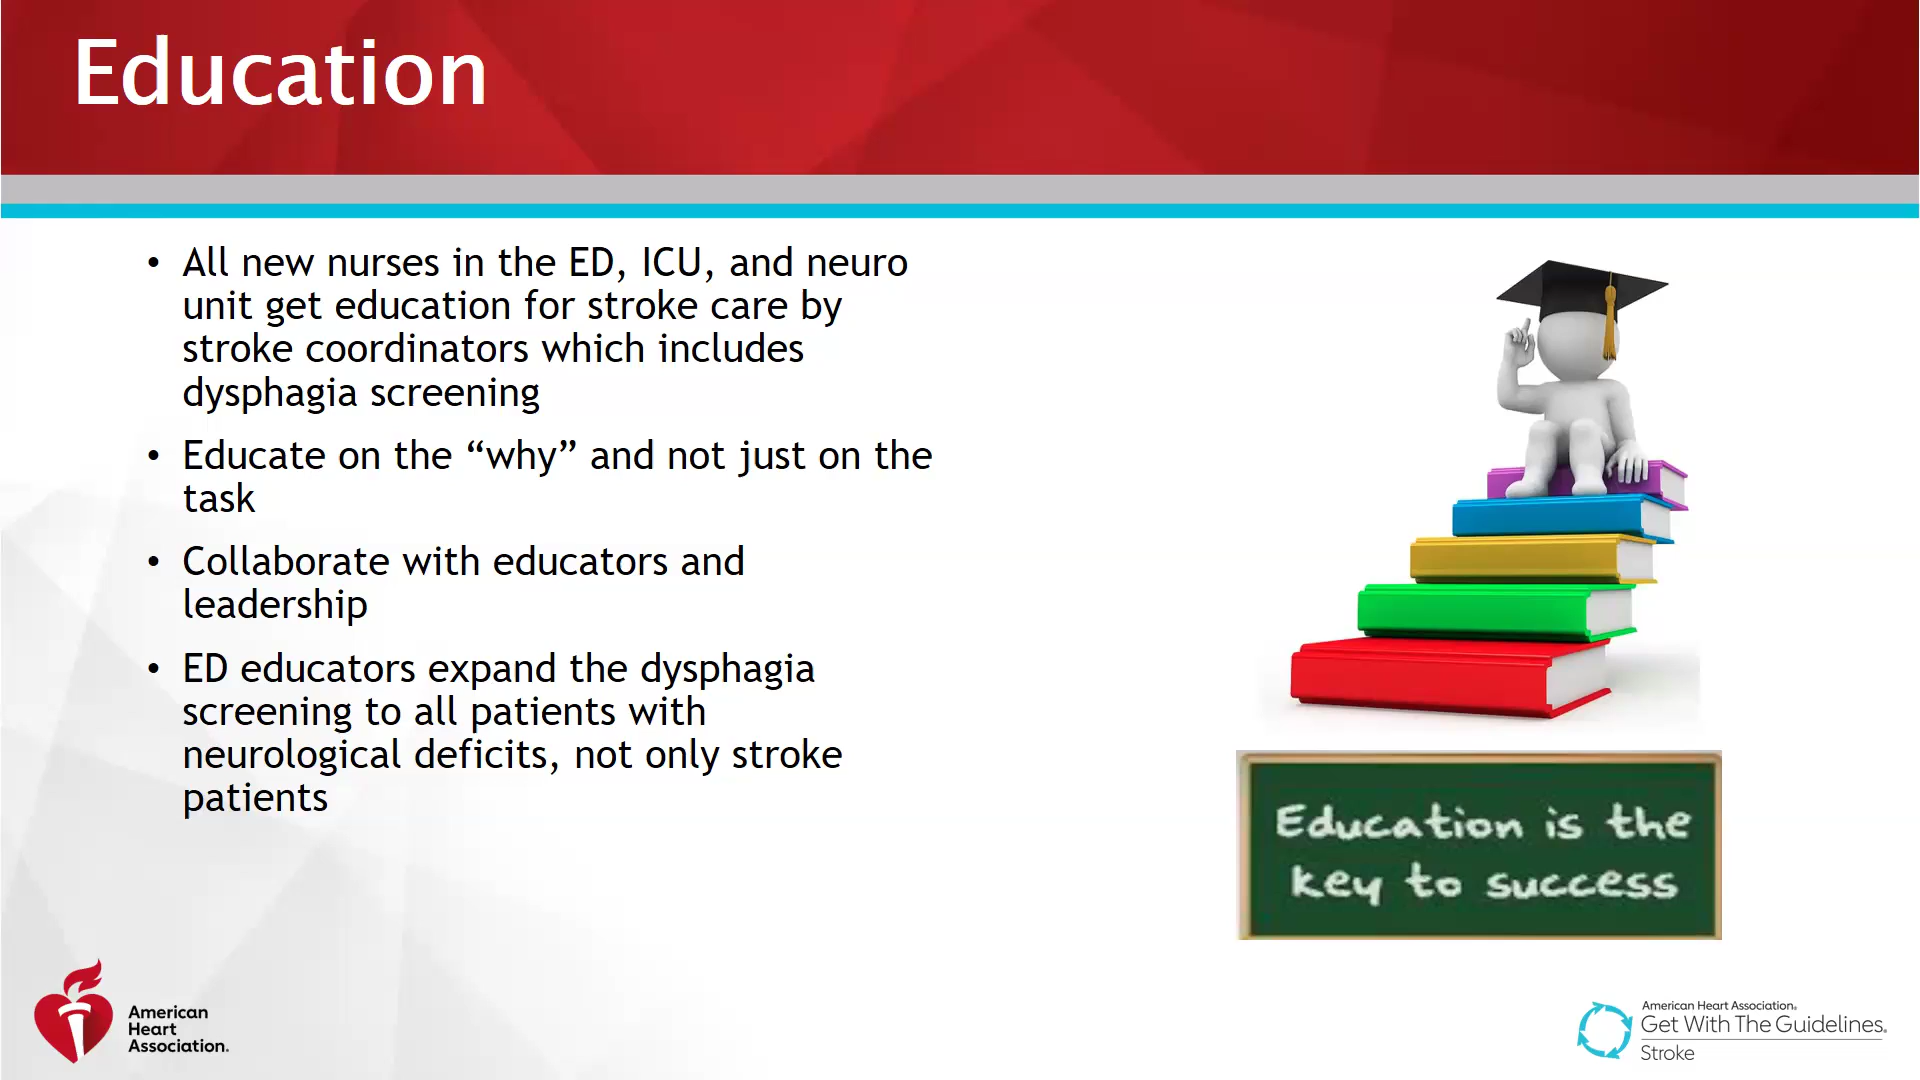 Education
• All new nurses in the ED, ICU, and neuro
unit get education for stroke care by
stroke coordinators which includes
dysphagia screening
• Educate on the “why” and not just on the
task
• Collaborate with educators and
leadership
• ED educators expand the dysphagia
screening to all patients with
neurological deficits, not only stroke
patients
Education is the
key to success
American
Heart
Association.
American Heart Association.
Get With The Guidelines.
Stroke